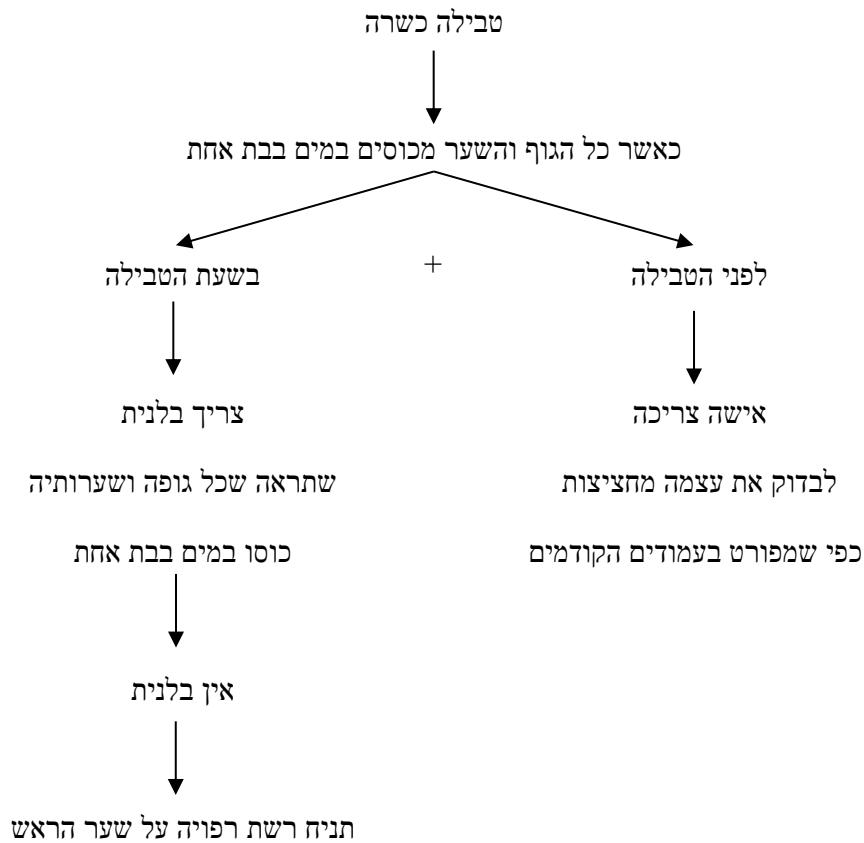 טבילה כשרה
כאשר כל הגוף והשער מכוסים במים בבת אחת
לפני הטבילה
+
בשעת הטבילה
אישה צריכה
לבדוק את עצמה מחציצות
כפי שמפורט בעמודים הקודמים
צריך בלנית
שתראה שכל גופה ושערותיה
כוסו במים בבת אחת
אין בלנית
תניח רשת רפויה על שער הראש